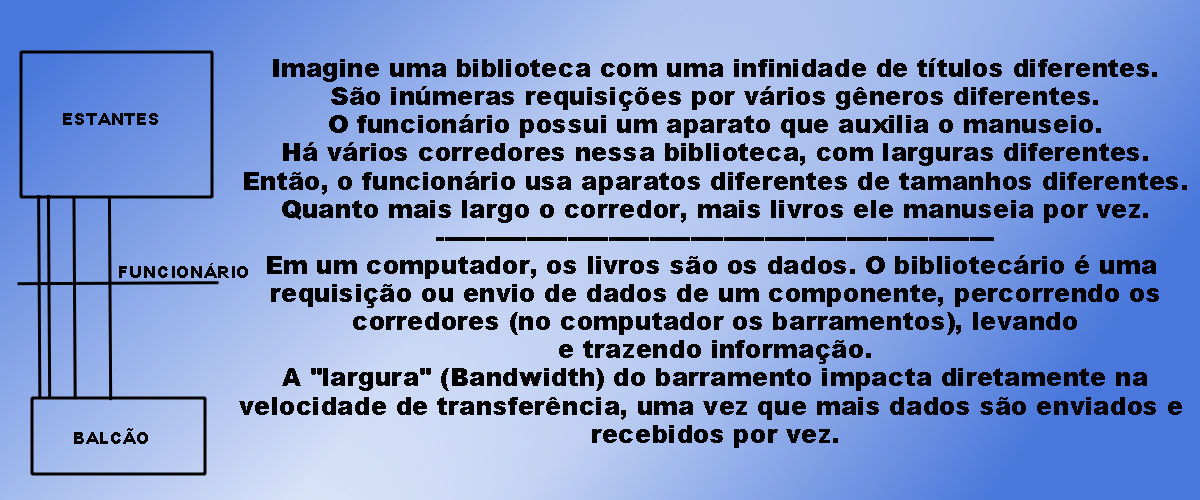 ESTANTES
FUNCIONÁRIO
BALCÃO
Imagine uma biblioteca com uma infinidade de títulos diferentes.
São inúmeras requisições por vários gêneros diferentes.
O funcionário possui um aparato que auxilia o manuseio.
Há vários corredores nessa biblioteca, com larguras diferentes.
Então, o funcionário usa aparatos diferentes de tamanhos diferentes.
Quanto mais largo o corredor, mais livros ele manuseia por vez.
Em um computador, os livros são os dados. O bibliotecário é uma
requisição ou envio de dados de um componente, percorrendo os
corredores (no computador os barramentos), levando
e trazendo informação.
A "largura" (Bandwidth) do barramento impacta diretamente na
velocidade de transferência, uma vez que mais dados são enviados e
recebidos por vez.